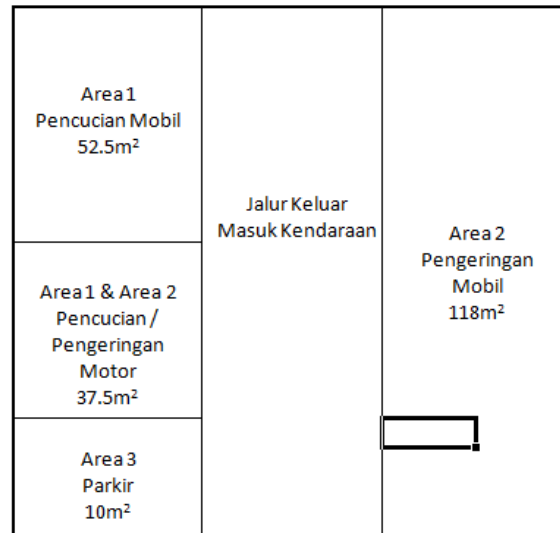 Area 1
Pencucian Mobil
52.5m²
Area 1 & Area 2
Pencucian /
Pengeringan
Motor
37.5m²
Area 3
Parkir
10m²
Jalur Keluar
Masuk Kendaraan
Area 2
Pengeringan
Mobil
118m²